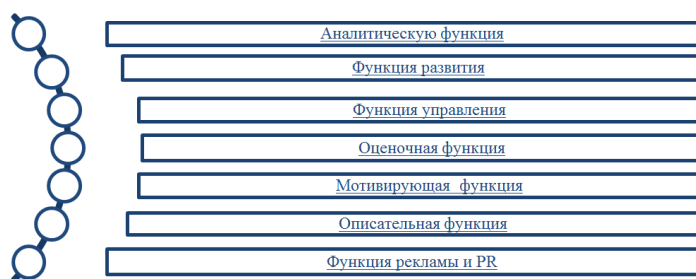 Аналитическую функция
Функция развития
Функция управления
Оценочная функция
Мотивирующая  функция
Описательная функция
Функция рекламы и PR